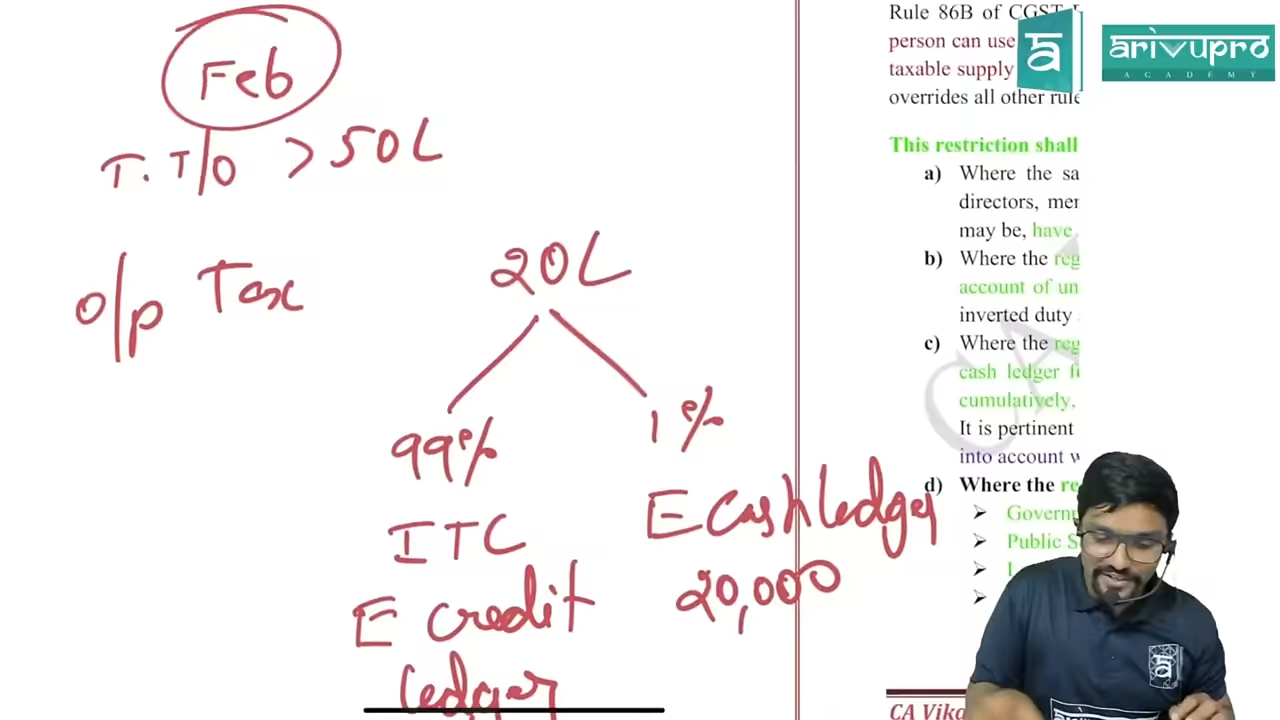 Feb
T. T/O > 50L
O/p Tax
20L
99%
1%
ITC
E credit
ledger
E Cash ledger
20,000
Rule 86B of CGST
person can use
taxable supply
overrides all other rule
This restriction shall
a) Where the sa
directors, mer
may be, have
b) Where the reg
account of un
inverted duty
c) Where the reg
cash ledger f
cumulatively.
It is pertinent
into account w
d) Where the re
Governm
Public S
L
CA Vika
CA
arivupro
ACADEMY